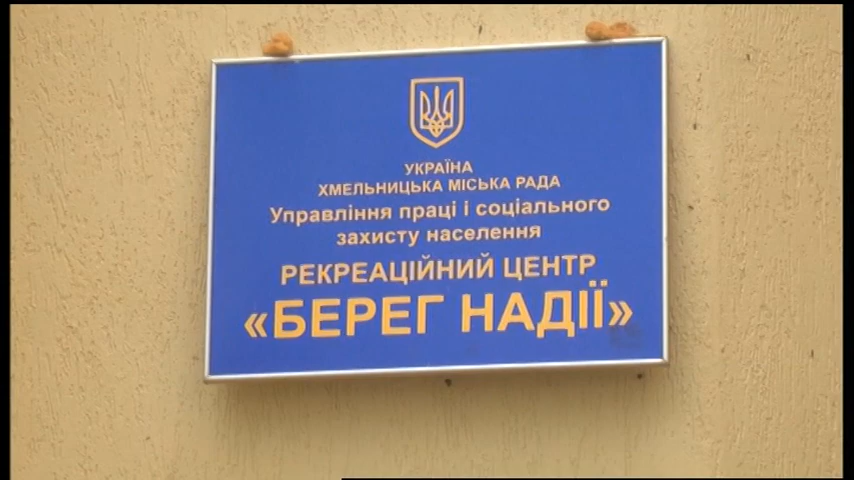 УКРАЇНА
ХМЕЛЬНИЦЬКА МІСЬКА РАДА
Управління праці і соціального
захисту населення
РЕКРЕАЦІЙНИЙ ЦЕНТР
«БЕРЕГ НАДІЇ»